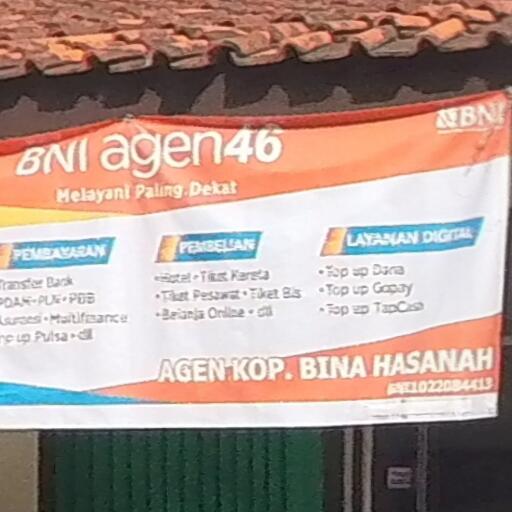 BNI
BNI agen46
Melayani Paling Dekat
PEMBAYARAN
PEMBELIAN
LAYANAN DIGITAL
Transfer Bank
PDAM•PLN•PBB
Asuransi•Multifinance
Top up Pulsa•dll
•Hotel•Tiket Kereta
•Tiket Pesawat•Tiket Bis
•Belanja Online•dll
•Top up Dana
•Top up Gopay
•Top up TapCash
AGEN KOP. BINA HASANAH
BNI1022084413